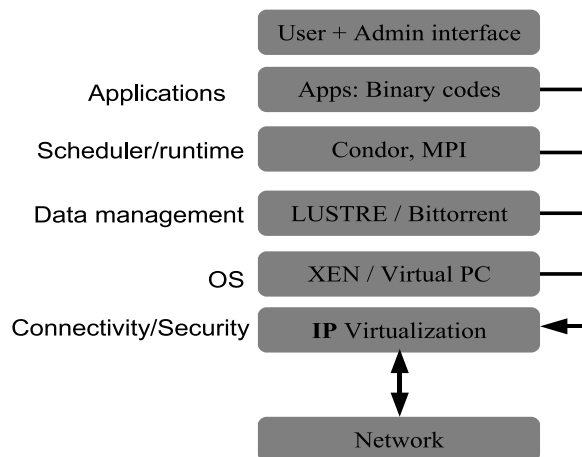 User + Admin interface
Applications
Apps: Binary codes
Scheduler/runtime
Condor, MPI
Data management
LUSTRE / Bittorrent
OS
XEN / Virtual PC
Connectivity/Security
IP Virtualization
Network